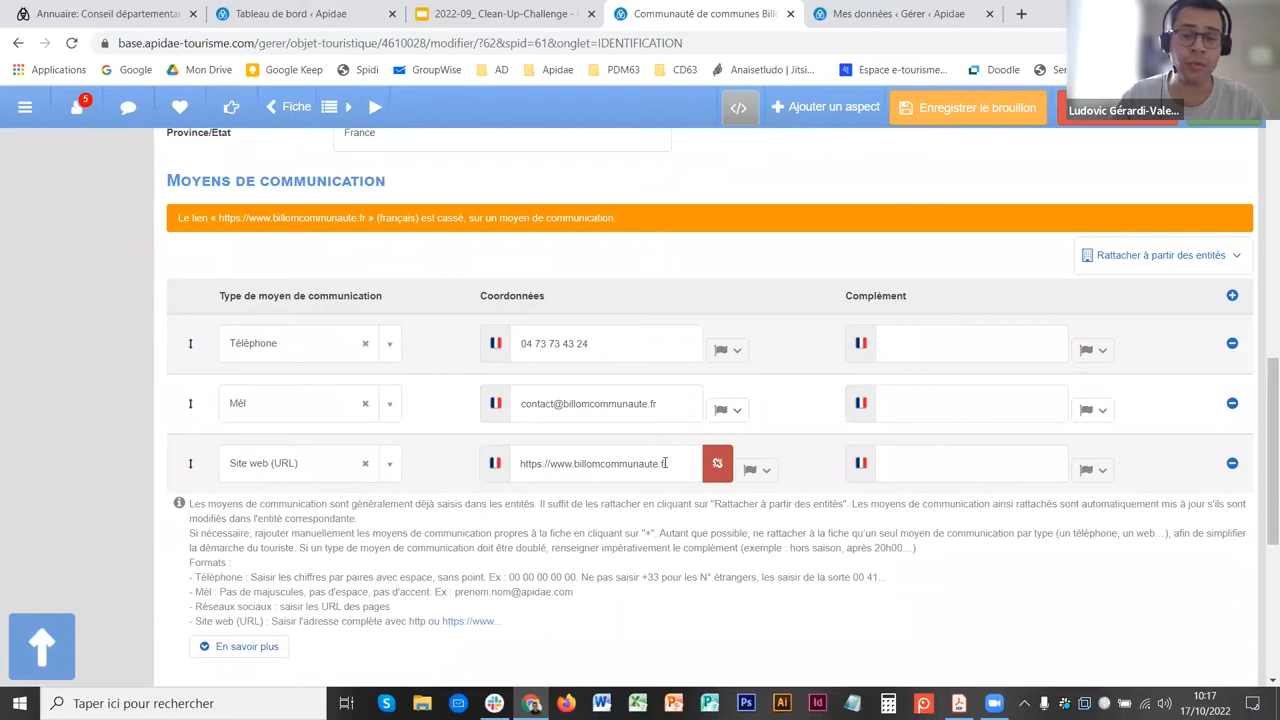 Annuaire: Conseil départemental
Tableau de bord ‹ Apidae
2022-09_ Clean-Up-Challenge -
Communauté de communes Bill
Mes données ‹ Gérer ‹ Apidae
base.apidae-tourisme.com/gerer/objet-touristique/4610028/modifier/?62&spid=61&onglet=IDENTIFICATION
Applications
Google
Mon Drive
Google Keep
Spidi
GroupWise
AD
Apidae
PDM63
CD63
Anaisetludo | Jitsi...
Espace e-tourisme...
Doodle
5
Fiche
Ajouter un aspect
Enregistrer le brouillon
Ludovic Gérardi-Vale...
Province/Etat
France
MOYENS DE COMMUNICATION
Le lien « https://www.billomcommunaute.fr » (français) est cassé, sur un moyen de communication.
Rattacher à partir des entités
Type de moyen de communication
Coordonnées
Complément
Téléphone
04 73 73 43 24
Mél
contact@billomcommunaute.fr
Site web (URL)
https://www.billomcommunaute.fr
Les moyens de communication sont généralement déjà saisis dans les entités. Il suffit de les rattacher en cliquant sur "Rattacher à partir des entités". Les moyens de communication ainsi rattachés sont automatiquement mis à jour s'ils sont
modifiés dans l'entité correspondante.
Si nécessaire, rajouter manuellement les moyens de communication propres à la fiche en cliquant sur "+". Autant que possible, ne rattacher à la fiche qu'un seul moyen de communication par type (un téléphone, un web...), afin de simplifier
la démarche du touriste. Si un type de moyen de communication doit être doublé, renseigner impérativement le complément (exemple : hors saison, après 20h00...)
Formats :
- Téléphone : Saisir les chiffres par paires avec espace, sans point. Ex : 00 00 00 00 00. Ne pas saisir +33 pour les N° étrangers, les saisir de la sorte 00 41...
- Mél : Pas de majuscules, pas d'espace, pas d'accent. Ex : prenom.nom@apidae.com
- Réseaux sociaux : saisir les URL des pages
- Site web (URL) : Saisir l'adresse complète avec http ou https://www...
En savoir plus
Taper ici pour rechercher
10:17
17/10/2022